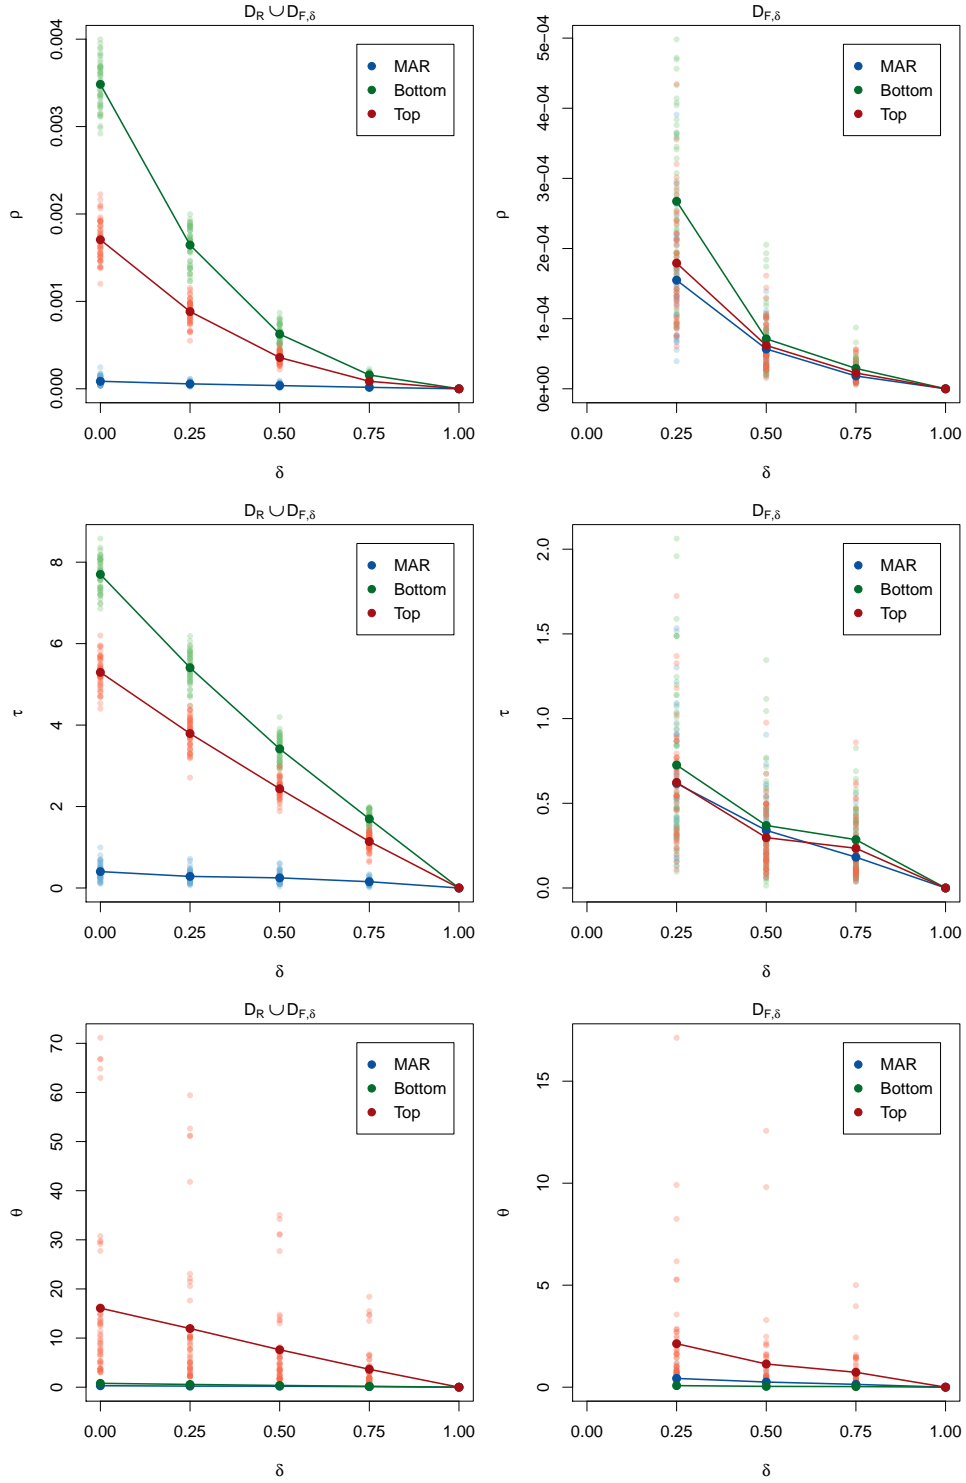 D_R ∪ D_F,δ
ρ
0.000 0.001 0.002 0.003 0.004
MAR
Bottom
Top
0.00 0.25 0.50 0.75 1.00
δ
D_F,δ
ρ
0e+00 1e-04 2e-04 3e-04 4e-04 5e-04
MAR
Bottom
Top
0.00 0.25 0.50 0.75 1.00
δ
D_R ∪ D_F,δ
τ
0 2 4 6 8
MAR
Bottom
Top
0.00 0.25 0.50 0.75 1.00
δ
D_F,δ
τ
0.0 0.5 1.0 1.5 2.0
MAR
Bottom
Top
0.00 0.25 0.50 0.75 1.00
δ
D_R ∪ D_F,δ
θ
0 10 20 30 40 50 60 70
MAR
Bottom
Top
0.00 0.25 0.50 0.75 1.00
δ
D_F,δ
θ
0 5 10 15
MAR
Bottom
Top
0.00 0.25 0.50 0.75 1.00
δ